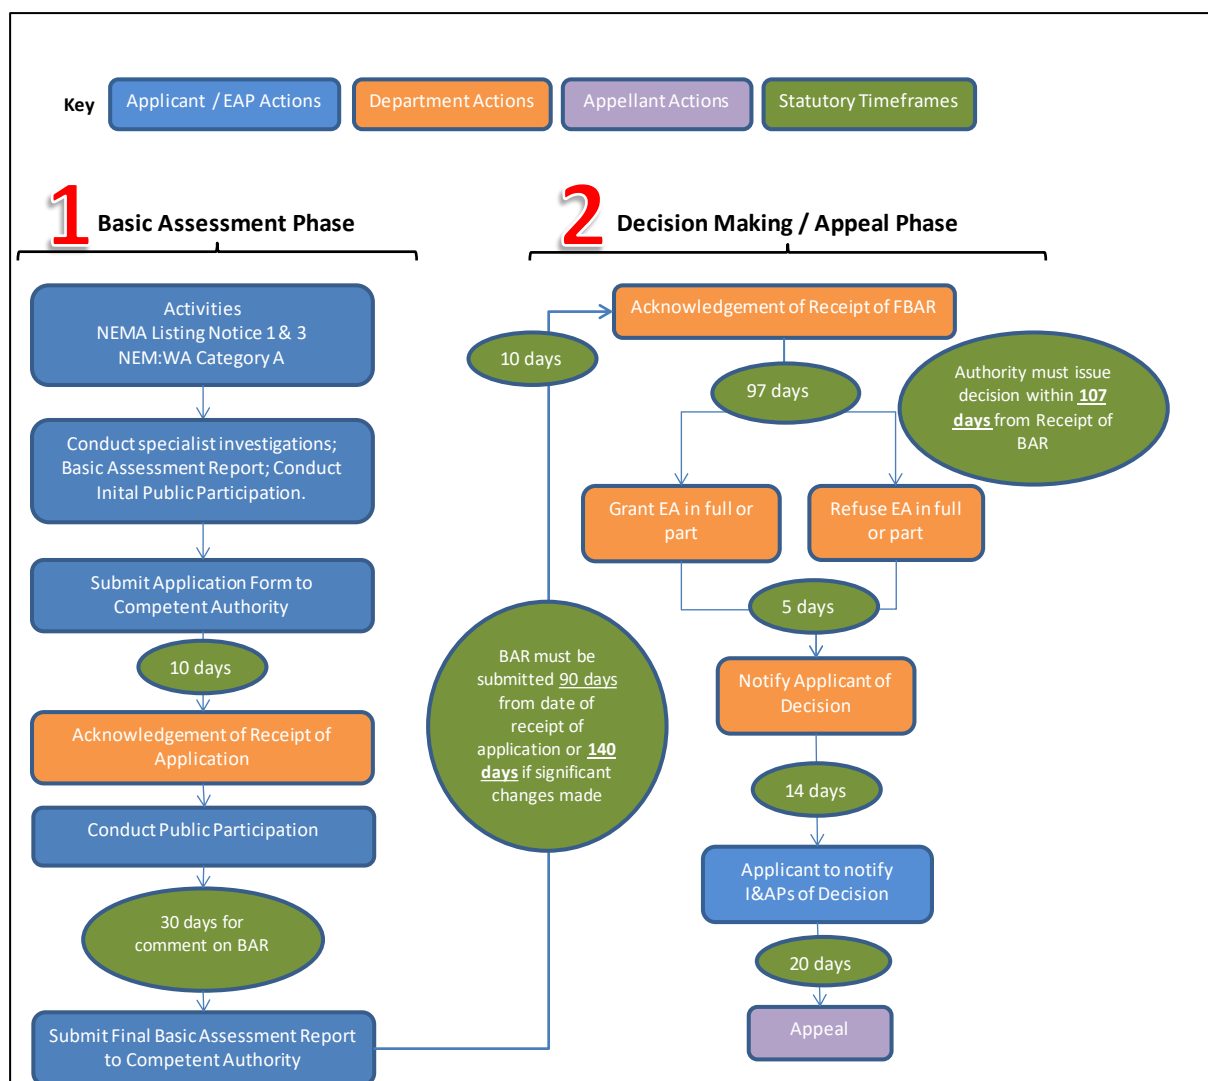 Key
Applicant / EAP Actions
Department Actions
Appellant Actions
Statutory Timeframes
1
Basic Assessment Phase
Activities
NEMA Listing Notice 1 & 3
NEM:WA Category A
Conduct specialist investigations;
Basic Assessment Report; Conduct
Inital Public Participation.
Submit Application Form to
Competent Authority
10 days
Acknowledgement of Receipt of
Application
Conduct Public Participation
30 days for
comment on BAR
Submit Final Basic Assessment Report
to Competent Authority
BAR must be
submitted 90 days
from date of
receipt of
application or 140
days if significant
changes made
10 days
2
Decision Making / Appeal Phase
Acknowledgement of Receipt of FBAR
97 days
Authority must issue
decision within 107
days from Receipt of
BAR
Grant EA in full or
part
Refuse EA in full
or part
5 days
Notify Applicant of
Decision
14 days
Applicant to notify
I&APs of Decision
20 days
Appeal